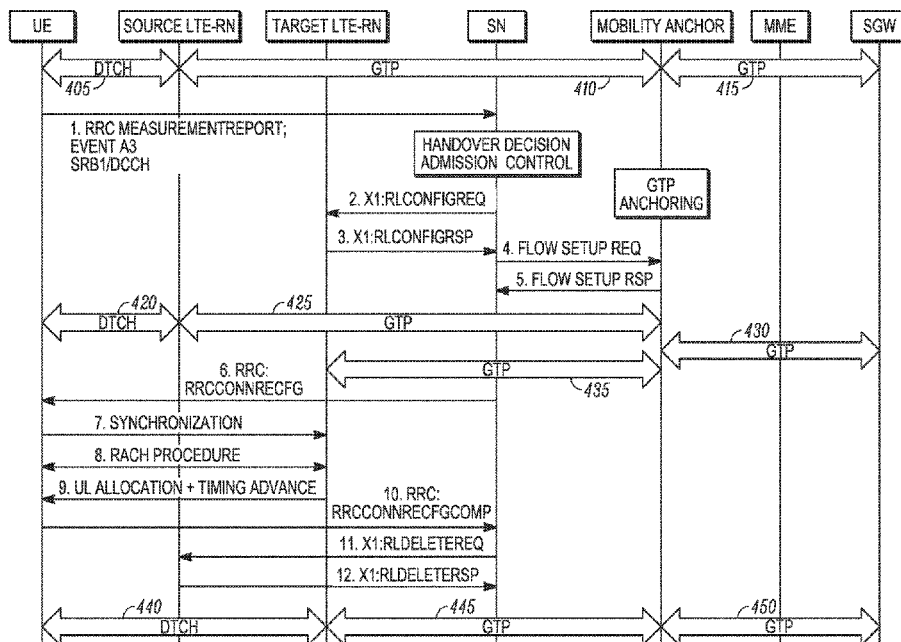 UE SOURCE LTE-RN TARGET LTE-RN SN MOBILITY ANCHOR MME SGW
DTCH GTP GTP
405 410 415
1. RRC MEASUREMENTREPORT;
EVENT A3
SRB1/DCCH
HANDOVER DECISION
ADMISSION CONTROL
GTP
ANCHORING
2. X1:RLCONFIGREQ
3. X1:RLCONFIGRSP
4. FLOW SETUP REQ
5. FLOW SETUP RSP
420 425
DTCH GTP
430
GTP
GTP
435
6. RRC:
RRCCONNRECFG
7. SYNCHRONIZATION
8. RACH PROCEDURE
9. UL ALLOCATION + TIMING ADVANCE
10. RRC:
RRCCONNRECFGCOMP
11. X1:RLDELETEREQ
12. X1:RLDELETERSP
440 445 450
DTCH GTP GTP